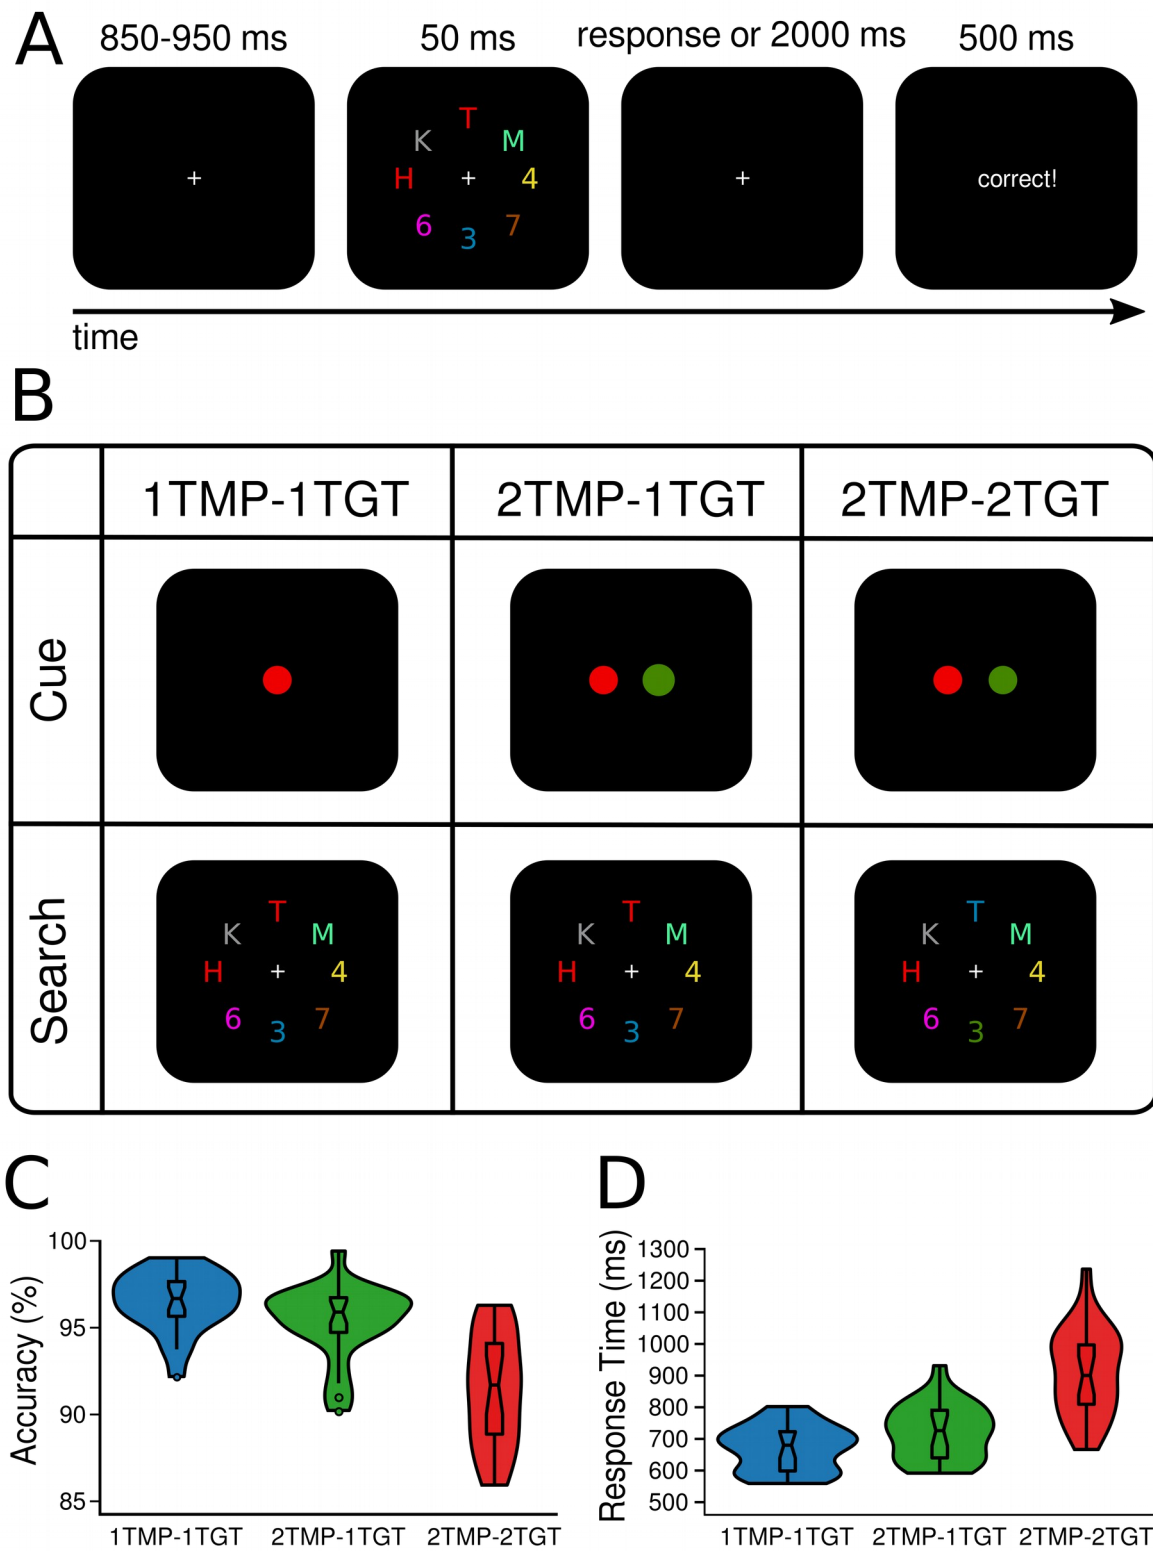 A
850-950 ms 50 ms response or 2000 ms 500 ms
T
K M
+ H + 4 + correct!
6 7
3
time
B
1TMP-1TGT 2TMP-1TGT 2TMP-2TGT
Cue
Search
T T T
K M K M K M
H + 4 H + 4 H + 4
6 7 6 7 6 7
3 3 3
C
Accuracy (%)
100
95
90
85
1TMP-1TGT 2TMP-1TGT 2TMP-2TGT
D
Response Time (ms)
1300
1200
1100
1000
900
800
700
600
500
1TMP-1TGT 2TMP-1TGT 2TMP-2TGT